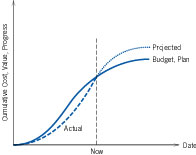 Cumulative Cost, Value, Progress
Projected
Budget, Plan
Actual
Now
Date